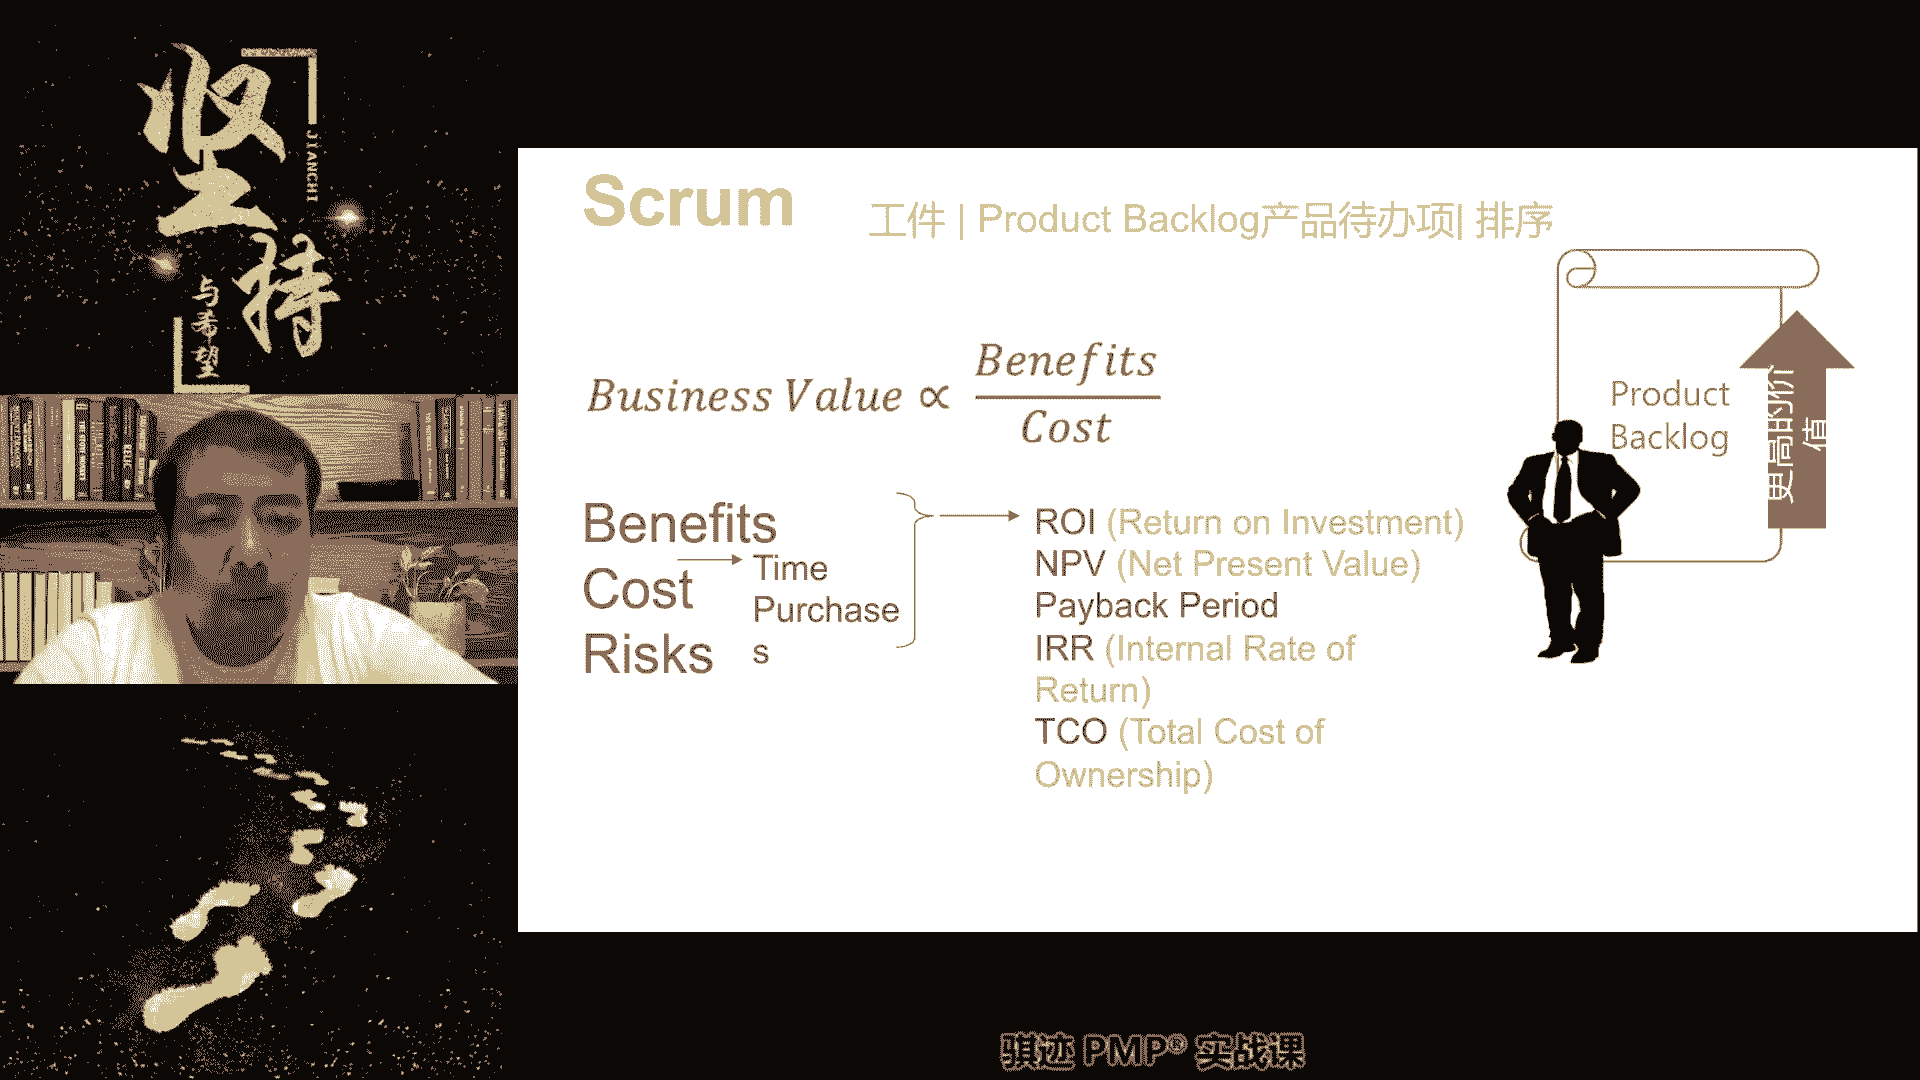 坚持
JIANCHI
与希望
Scrum
工件 | Product Backlog产品待办项| 排序
Business Value ∝ Benefits
Cost
Product
Backlog
更高的价
值
Benefits
Cost
Risks
Time
Purchase
s
ROI (Return on Investment)
NPV (Net Present Value)
Payback Period
IRR (Internal Rate of
Return)
TCO (Total Cost of
Ownership)
骐迹 PMP® 实战课